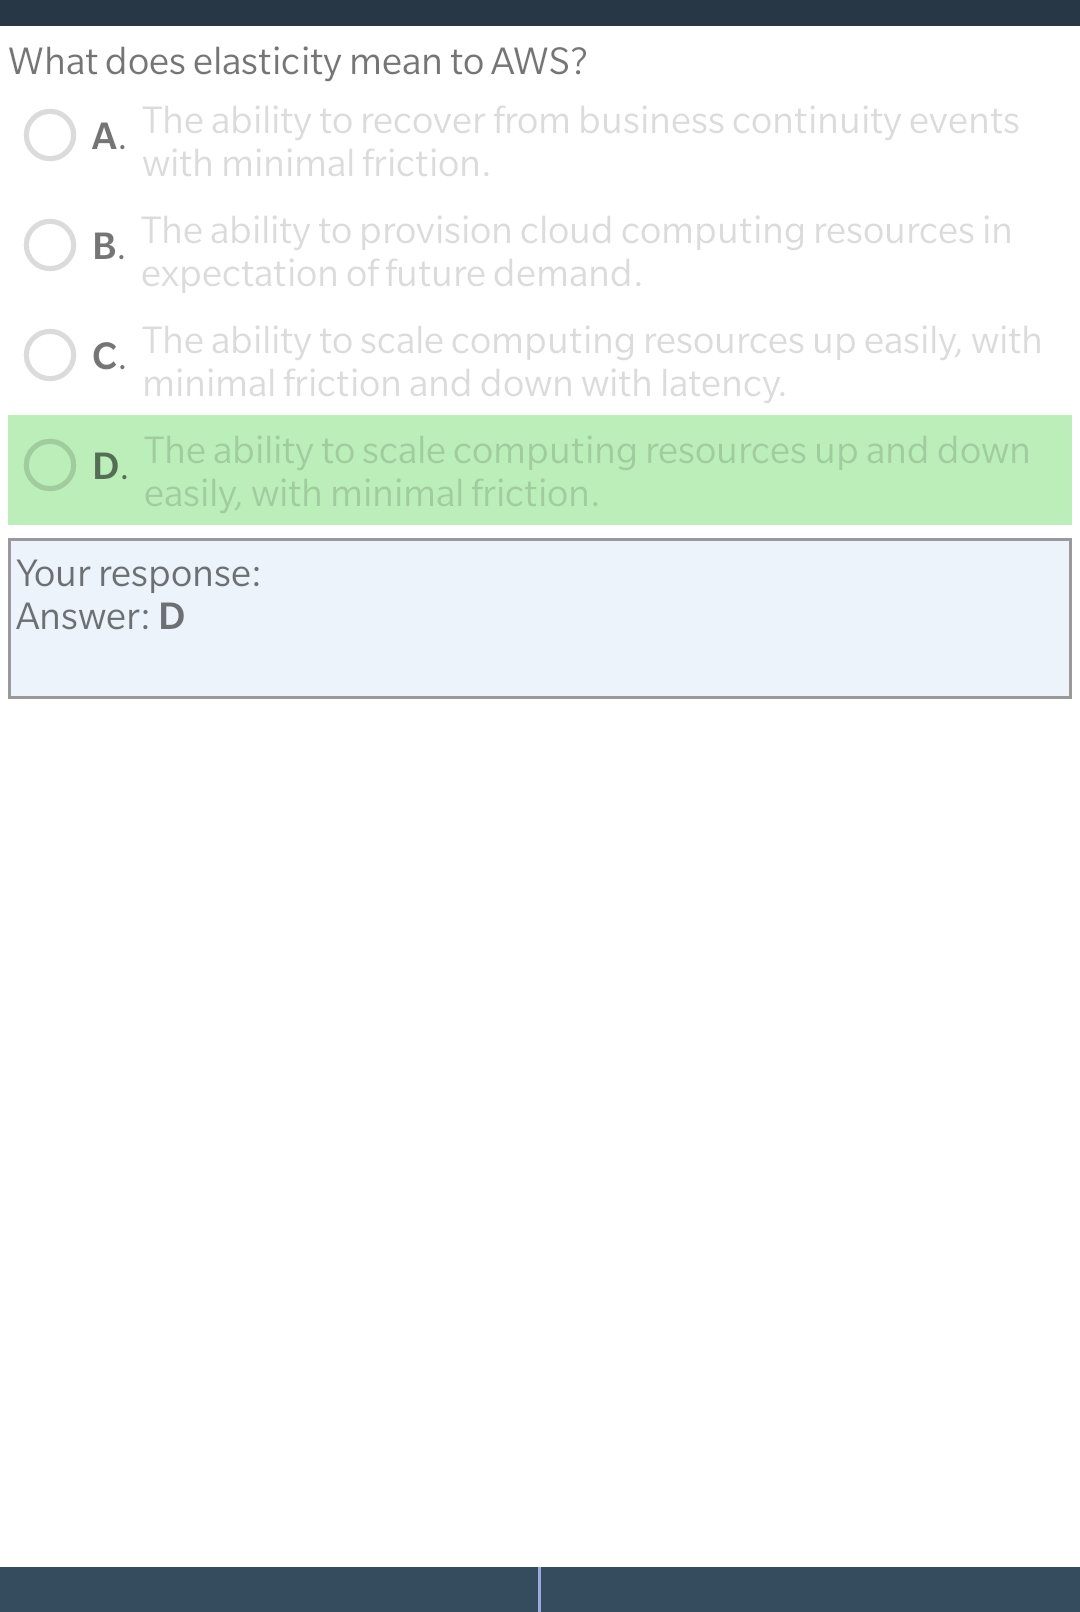 What does elasticity mean to AWS?
A. The ability to recover from business continuity events
with minimal friction.
B. The ability to provision cloud computing resources in
expectation of future demand.
C. The ability to scale computing resources up easily, with
minimal friction and down with latency.
D. The ability to scale computing resources up and down
easily, with minimal friction.
Your response:
Answer: D